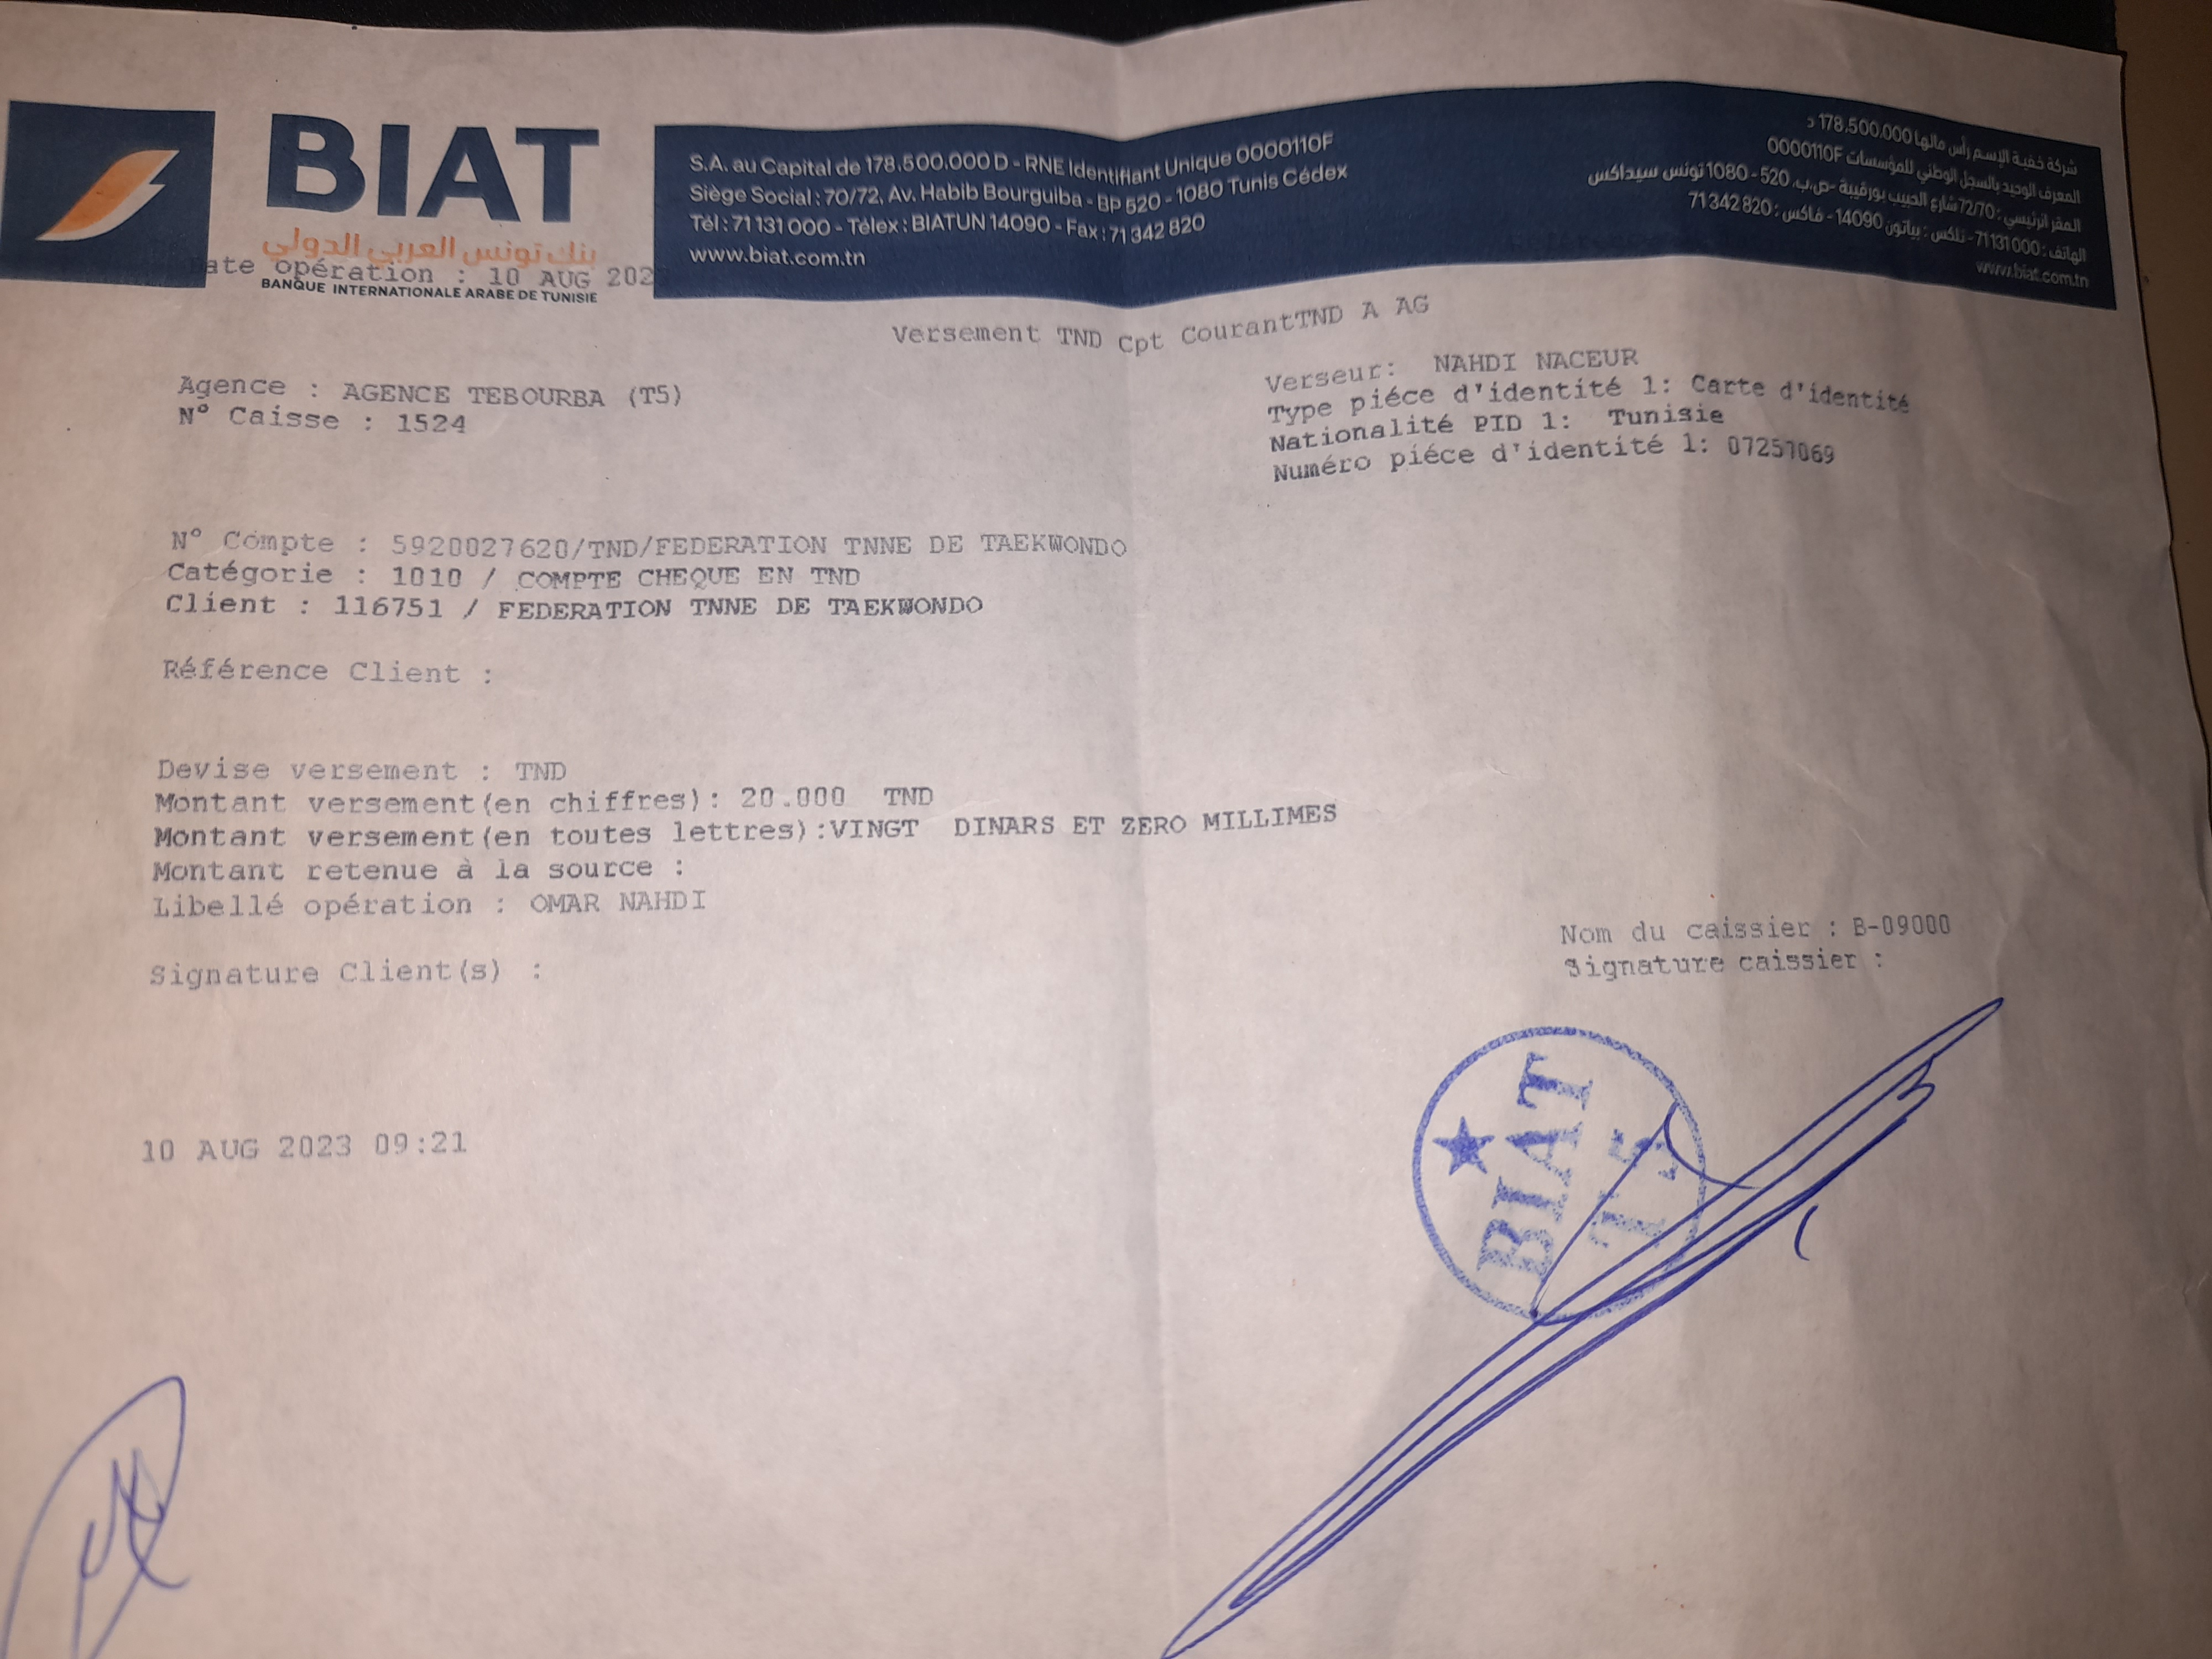 BIAT
بنك تونس العربي الدولي
BANQUE INTERNATIONALE ARABE DE TUNISIE
S.A. au Capital de 178.500.000 D - RNE Identifiant Unique 0000110F
Siège Social : 70/72, Av. Habib Bourguiba - BP 520 - 1080 Tunis Cédex
Tél : 71 131 000 - Télex : BIATUN 14090 - Fax : 71 342 820
www.biat.com.tn
شركة خفية الإسم رأس مالها 178.500.000 د
المعرف الوحيد بالسجل الوطني للمؤسسات 0000110F
المقر الرئيسي : 72/70 شارع الحبيب بورقيبة -ص.ب. 520 - 1080 تونس سيداكس
الهاتف : 71131000 - تلكس : بياتون 14090 - فاكس : 71342820
www.biat.com.tn
ate opération : 10 AUG 202
Versement TND Cpt CourantTND A AG
Agence : AGENCE TEBOURBA (T5)
N° Caisse : 1524
Verseur: NAHDI NACEUR
Type piéce d'identité 1: Carte d'identité
Nationalité PID 1: Tunisie
Numéro piéce d'identité 1: 07257069
N° Compte : 5920027620/TND/FEDERATION TNNE DE TAEKWONDO
Catégorie : 1010 / COMPTE CHEQUE EN TND
Client : 116751 / FEDERATION TNNE DE TAEKWONDO
Référence Client :
Devise versement : TND
Montant versement(en chiffres): 20.000 TND
Montant versement(en toutes lettres):VINGT DINARS ET ZERO MILLIMES
Montant retenue à la source :
Libellé opération : OMAR NAHDI
Nom du caissier : B-09000
Signature caissier :
Signature Client(s) :
BIAT
10 AUG 2023 09:21